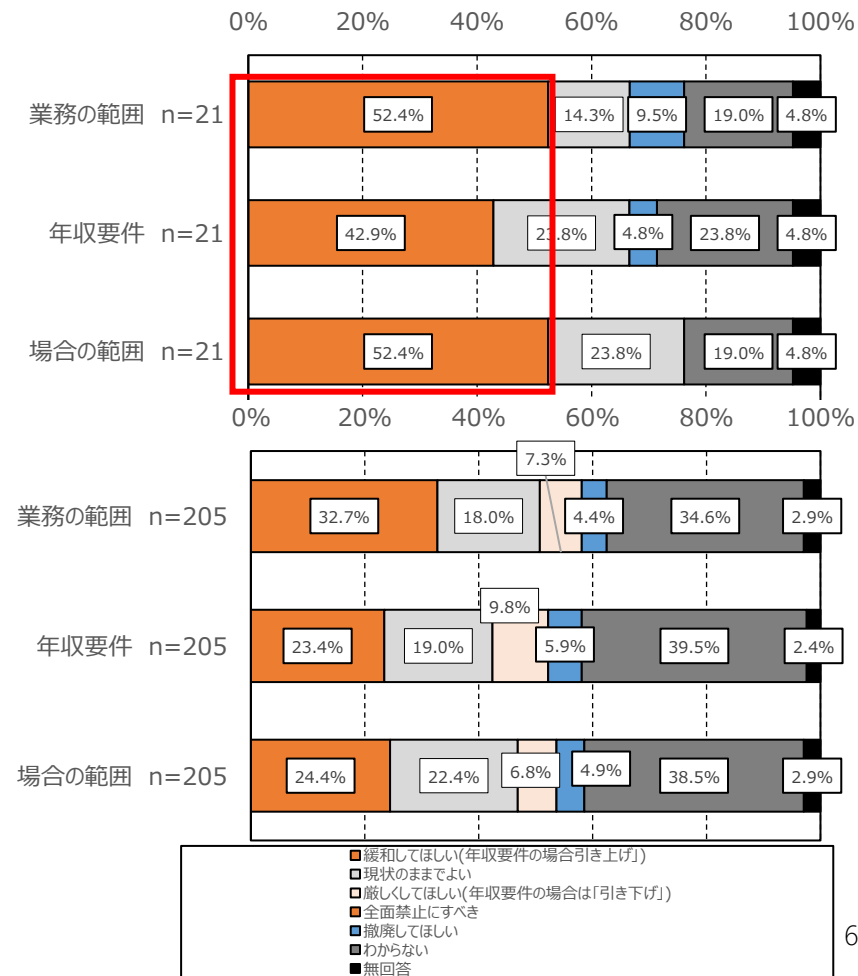 0% 20% 40% 60% 80% 100%
業務の範囲 n=21 52.4% 14.3% 9.5% 19.0% 4.8%
年収要件 n=21 42.9% 23.8% 4.8% 23.8% 4.8%
場合の範囲 n=21 52.4% 23.8% 19.0% 4.8%
0% 20% 40% 60% 80% 100%
7.3%
業務の範囲 n=205 32.7% 18.0% 4.4% 34.6% 2.9%
9.8%
年収要件 n=205 23.4% 19.0% 5.9% 39.5% 2.4%
場合の範囲 n=205 24.4% 22.4% 6.8% 4.9% 38.5% 2.9%
緩和してほしい(年収要件の場合引き上げ」)
現状のままでよい
厳しくしてほしい(年収要件の場合は「引き下げ」)
全面禁止にすべき
撤廃してほしい
わからない
無回答
6